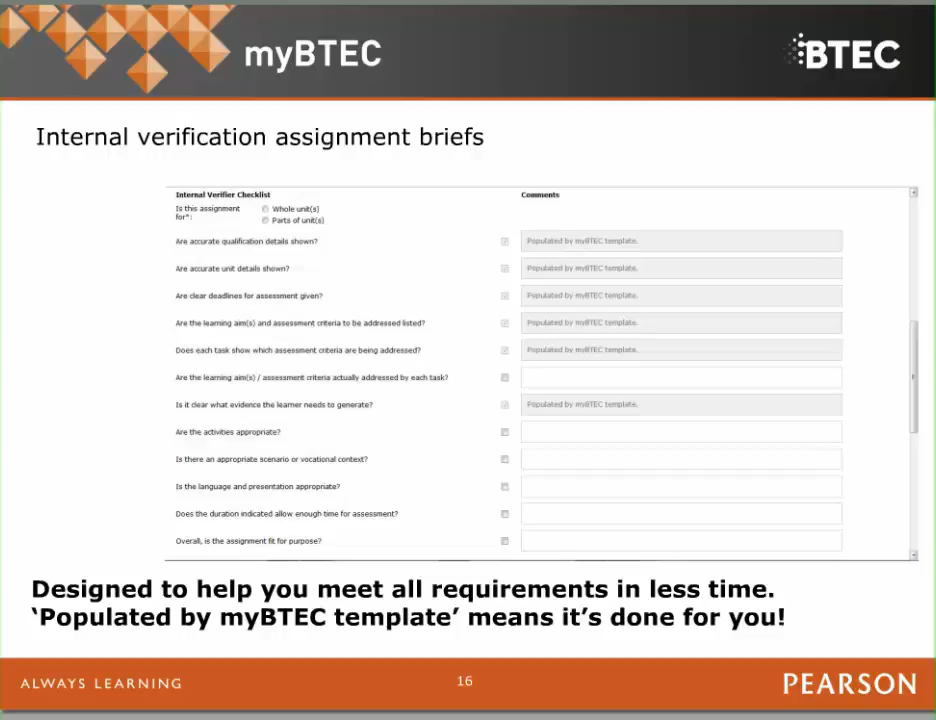 myBTEC
BTEC
Internal verification assignment briefs
Internal Verifier Checklist
Comments
Is this assignment for*:
Whole unit(s)
Parts of unit(s)
Are accurate qualification details shown?
Populated by myBTEC template.
Are accurate unit details shown?
Populated by myBTEC template.
Are clear deadlines for assessment given?
Populated by myBTEC template.
Are the learning aim(s) and assessment criteria to be addressed listed?
Populated by myBTEC template.
Does each task show which assessment criteria are being addressed?
Populated by myBTEC template.
Are the learning aim(s) / assessment criteria actually addressed by each task?
Is it clear what evidence the learner needs to generate?
Populated by myBTEC template.
Are the activities appropriate?
Is there an appropriate scenario or vocational context?
Is the language and presentation appropriate?
Does the duration indicated allow enough time for assessment?
Overall, is the assignment fit for purpose?
Designed to help you meet all requirements in less time.
‘Populated by myBTEC template’ means it’s done for you!
ALWAYS LEARNING
16
PEARSON